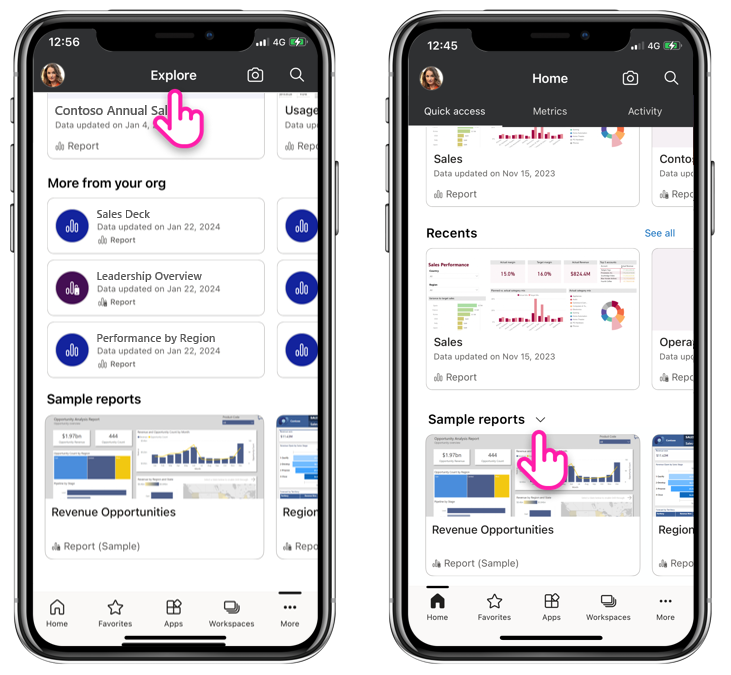 12:56
4G
Explore
Contoso Annual Sal
Data updated on Jan 4,
Report
Usage
Data
Repo
More from your org
Sales Deck
Data updated on Jan 22, 2024
Report
Leadership Overview
Data updated on Jan 22, 2024
Report
Performance by Region
Data updated on Jan 22, 2024
Report
Sample reports
Opportunity Analysis Report
$1.97bn
444
Revenue Opportunities
Report (Sample)
Region
Repo
Home
Favorites
Apps
Workspaces
More
12:45
4G
Home
Quick access
Metrics
Activity
Sales
Data updated on Nov 15, 2023
Report
Conto
Data
Repo
Recents
See all
Sales Performance
15.0%
16.0%
$824.4M
Sales
Data updated on Nov 15, 2023
Report
Opera
Data upd
Repo
Sample reports
Opportunity Analysis Report
$1.97bn
444
Revenue Opportunities
Report (Sample)
Region
Repo
Home
Favorites
Apps
Workspaces
More